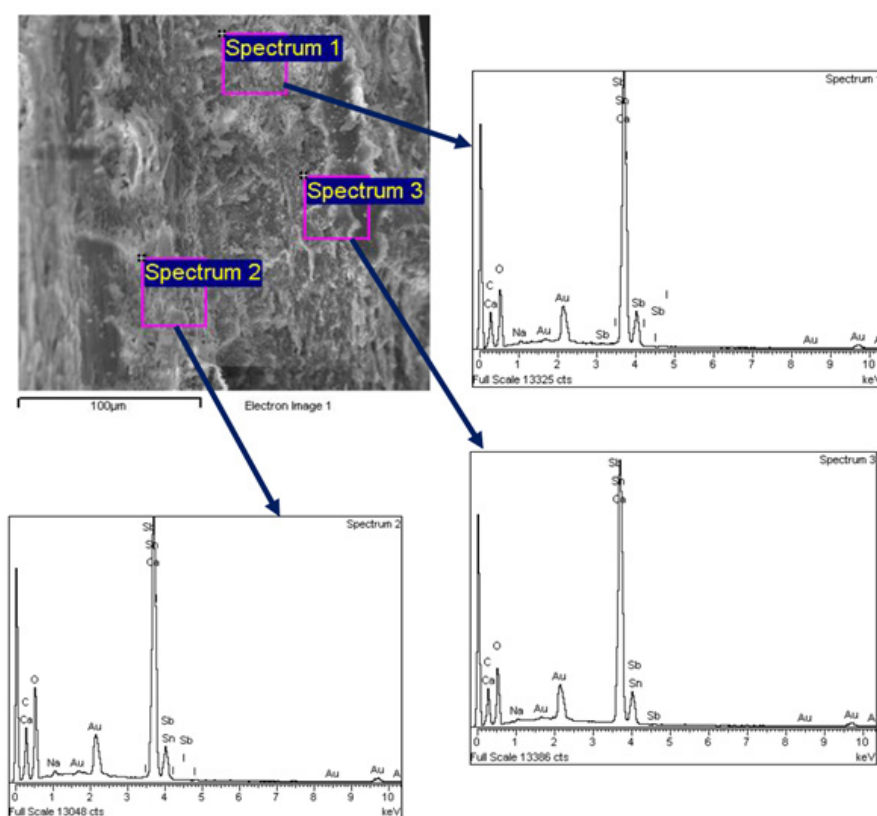 Spectrum 1
Spectrum 3
Spectrum 2
100µm
Electron Image 1
Spectrum 1
Sb
Sn
Ca
I
C
O
Ca
Na
Au
Au
Sb
I
Sb
I
I
Sb
I
Au
Au
A
0 1 2 3 4 5 6 7 8 9 10
Full Scale 13325 cts
keV
Spectrum 3
Sb
Sn
Ca
C
O
Ca
Na
Au
Au
Sb
Sn
Sb
Au
Au
A
0 1 2 3 4 5 6 7 8 9 10
Full Scale 13386 cts
keV
Spectrum 2
Sb
Sn
Ca
I
C
O
Ca
Na
Au
Au
I
Sb
Sn
I
Sb
I
I
Au
Au
A
0 1 2 3 4 5 6 7 8 9 10
Full Scale 13048 cts
keV